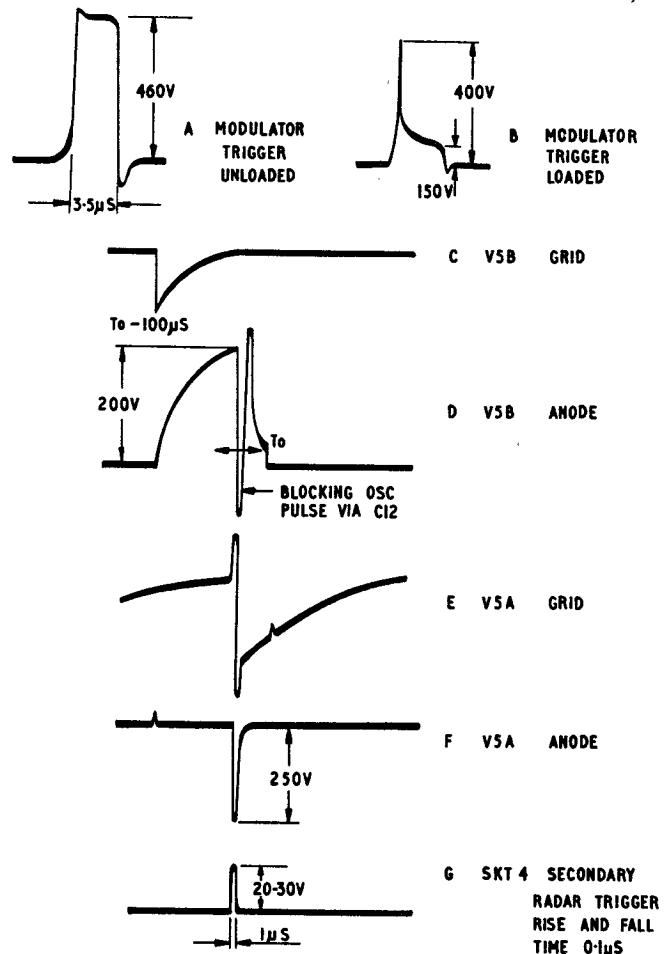 460V
A MODULATOR
TRIGGER
UNLOADED
3·5µS
400V
B MODULATOR
TRIGGER
LOADED
150V
C V5B GRID
To -100µS
200V
D V5B ANODE
To
BLOCKING OSC
PULSE VIA C12
E V5A GRID
F V5A ANODE
250V
G SKT 4 SECONDARY
RADAR TRIGGER
RISE AND FALL
TIME 0·1µS
20-30V
1µS